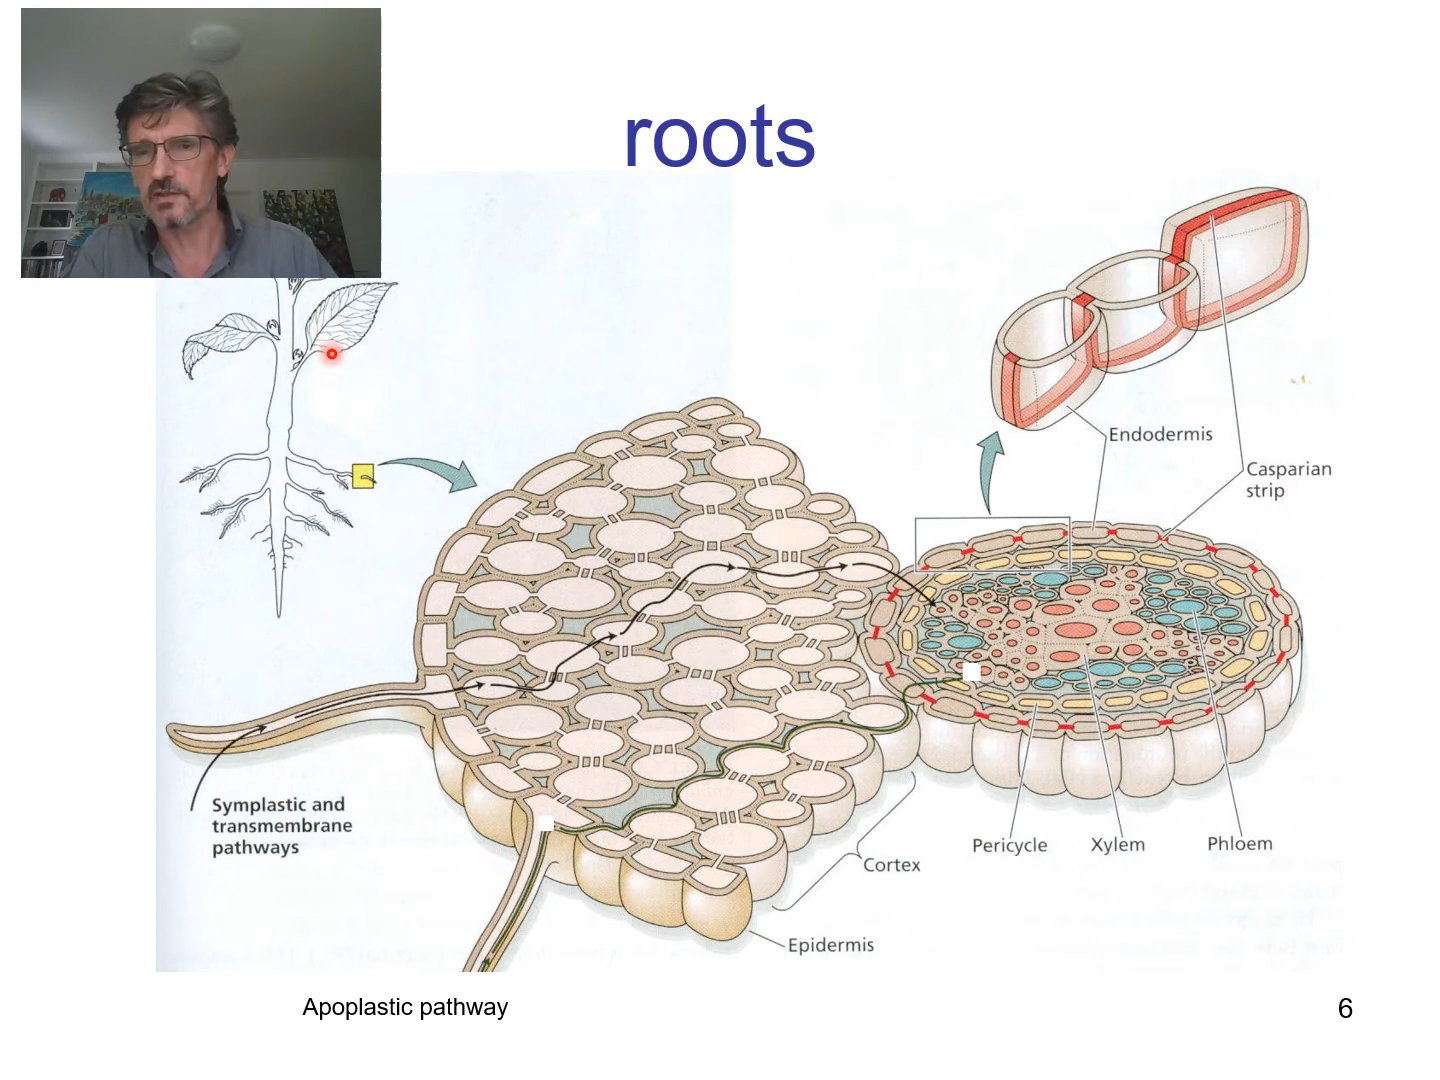 roots
Endodermis
Casparian
strip
Symplastic and
transmembrane
pathways
Pericycle
Xylem
Phloem
Cortex
Epidermis
Apoplastic pathway
6